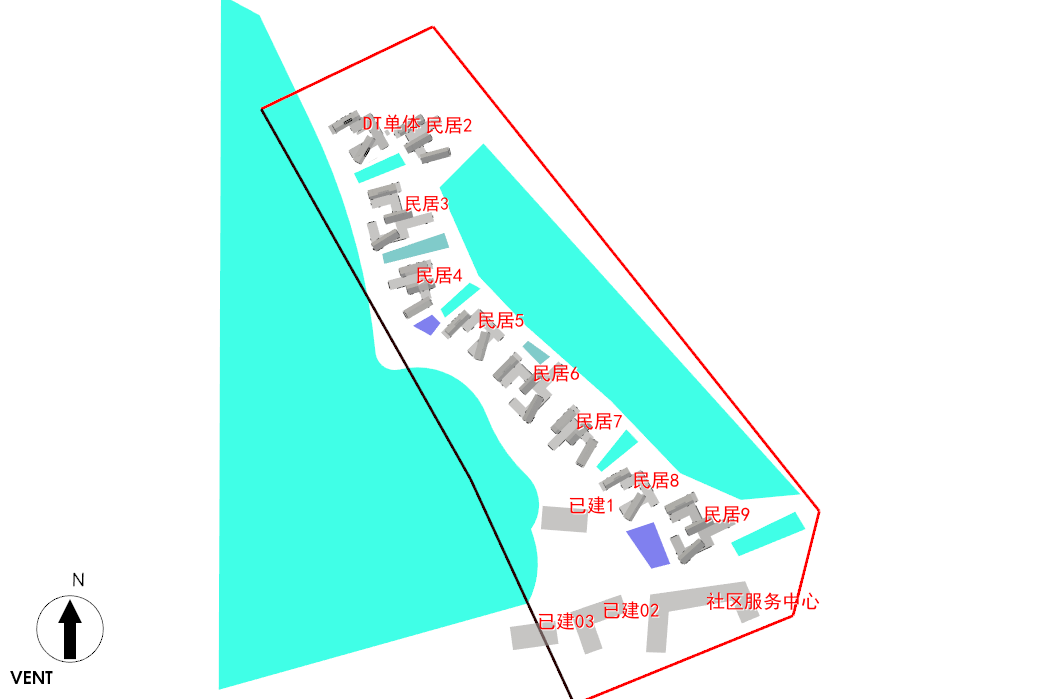 DT单体
民居2
民居3
民居4
民居5
民居6
民居7
民居8
已建1
民居9
N
社区服务中心
已建02
已建03
VENT